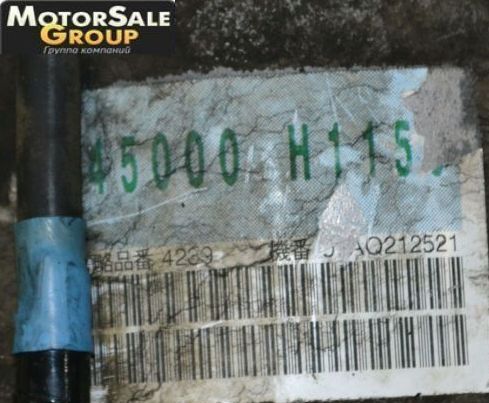 MOTORSALE
GROUP
Группа компаний
45000 H115
部品番 4239 機番 AQ212521